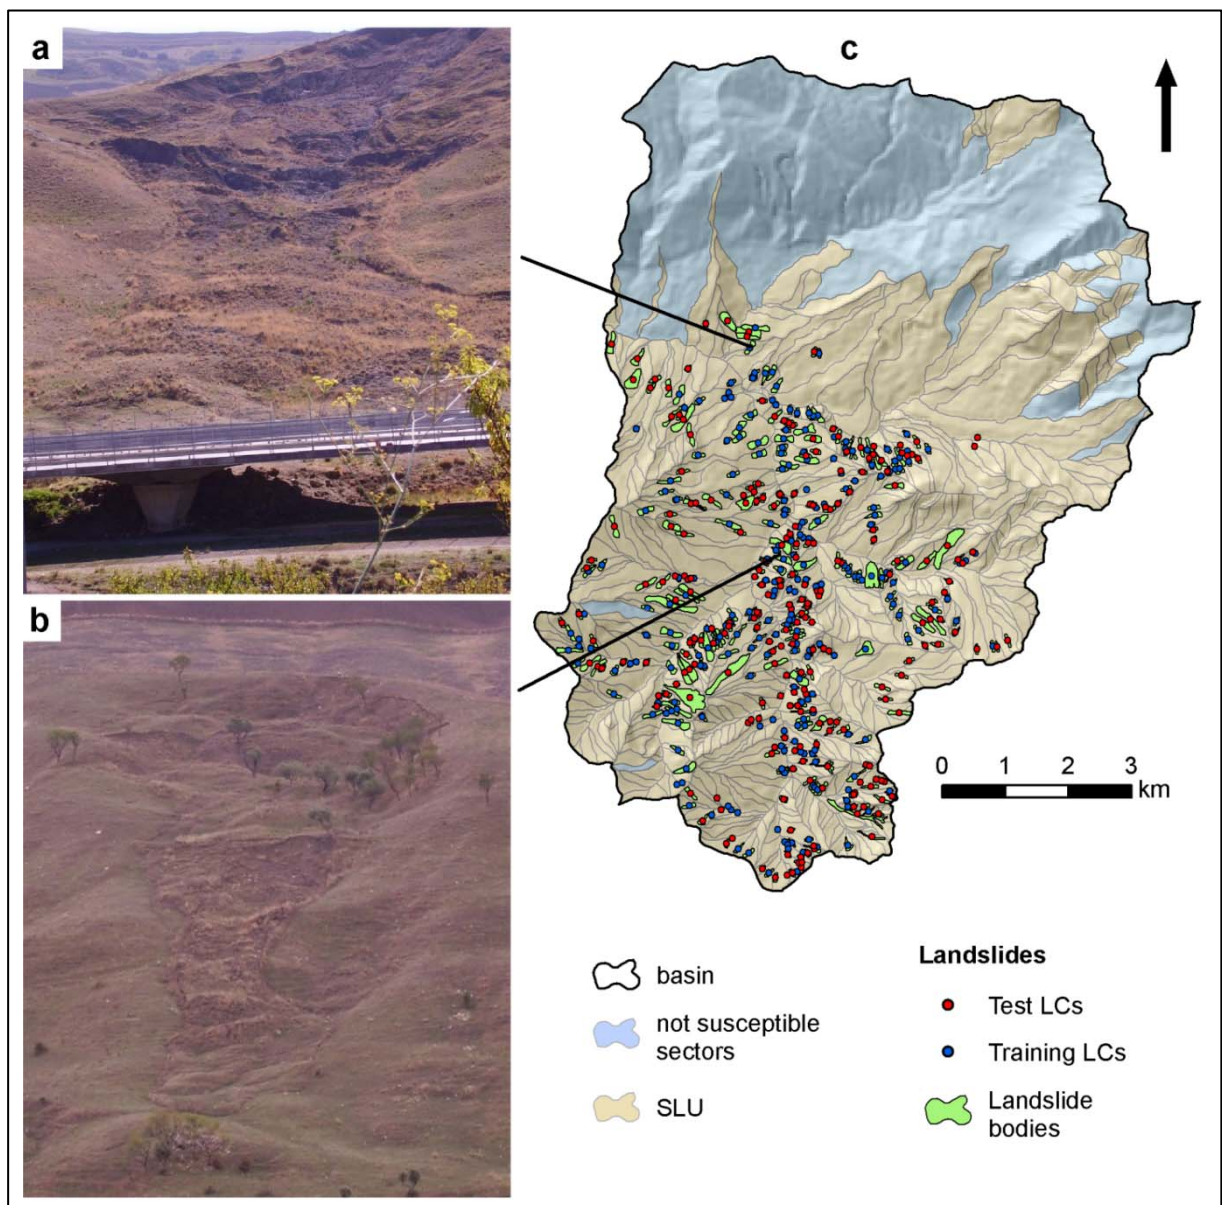 a
c
b
0 1 2 3
km
basin
not susceptible
sectors
SLU
Landslides
Test LCs
Training LCs
Landslide
bodies